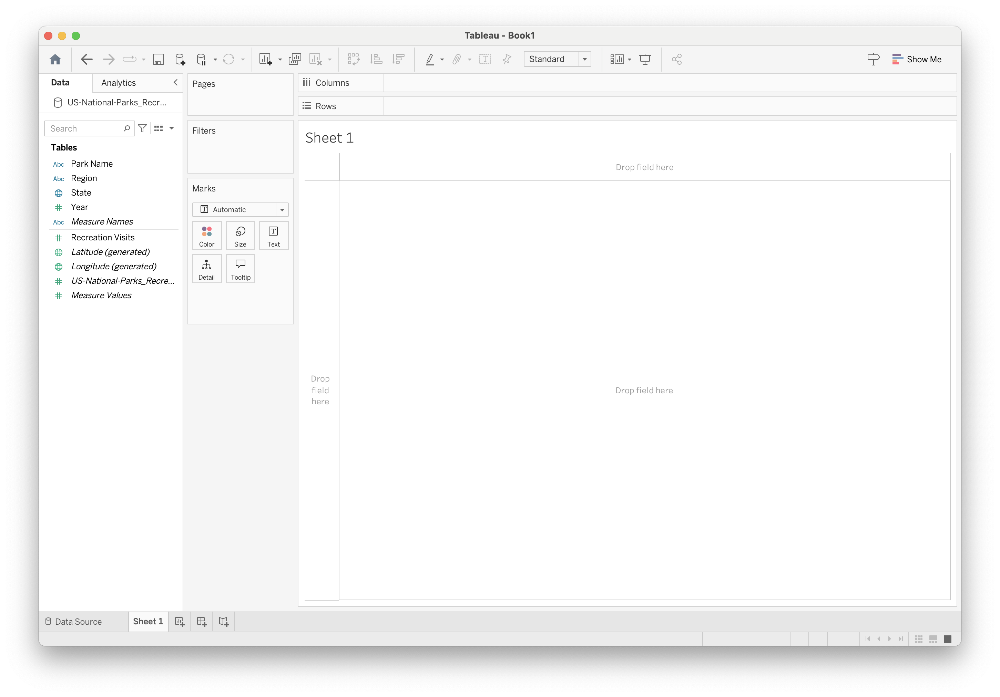 Tableau - Book1
Standard
Show Me
Data
Analytics
US-National-Parks_Recr...
Search
Tables
Abc Park Name
Abc Region
State
Year
Abc Measure Names
Recreation Visits
Latitude (generated)
Longitude (generated)
US-National-Parks_Recre...
Measure Values
Pages
Filters
Marks
Automatic
Color
Size
Text
Detail
Tooltip
Columns
Rows
Sheet 1
Drop field here
Drop
field
here
Drop field here
Data Source
Sheet 1